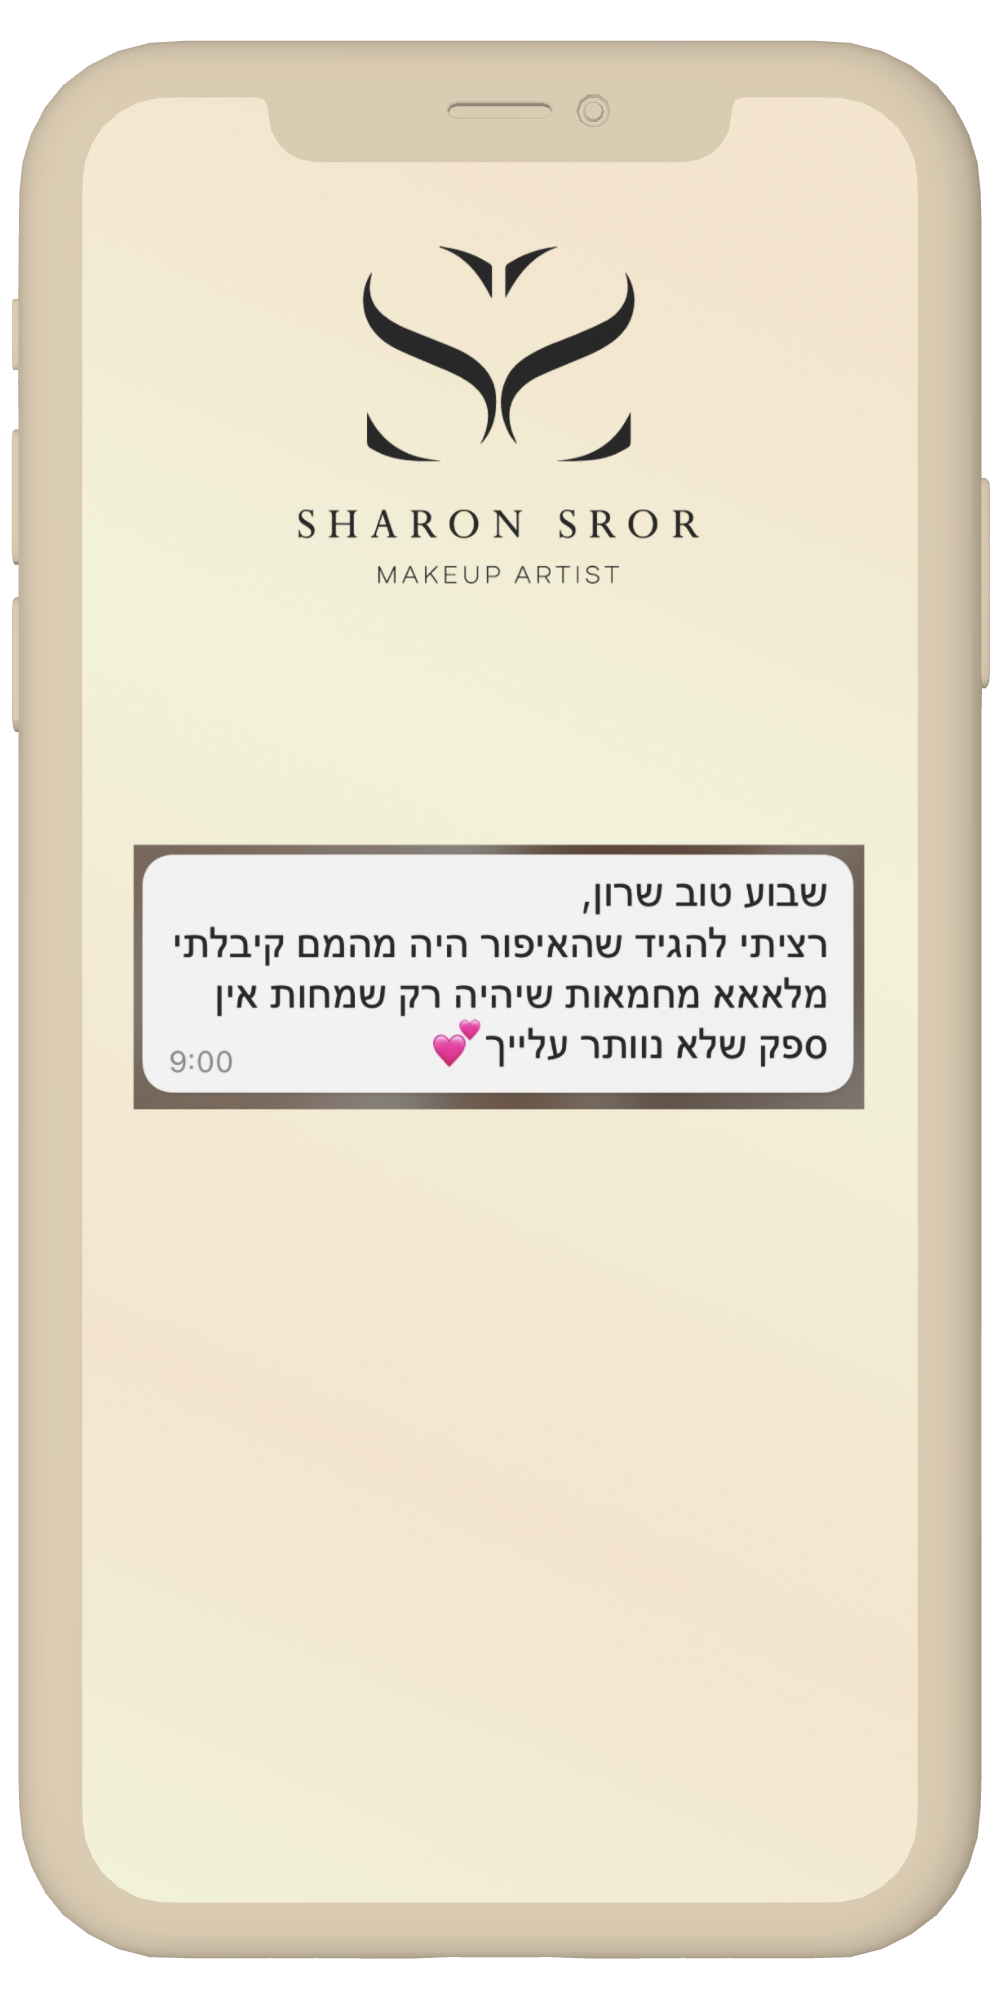 SHARON SROR
MAKEUP ARTIST
שבוע טוב שרון,
רציתי להגיד שהאיפור היה מהמם קיבלתי
מלאאא מחמאות שיהיה רק שמחות אין
ספק שלא נוותר עלייך💕
9:00